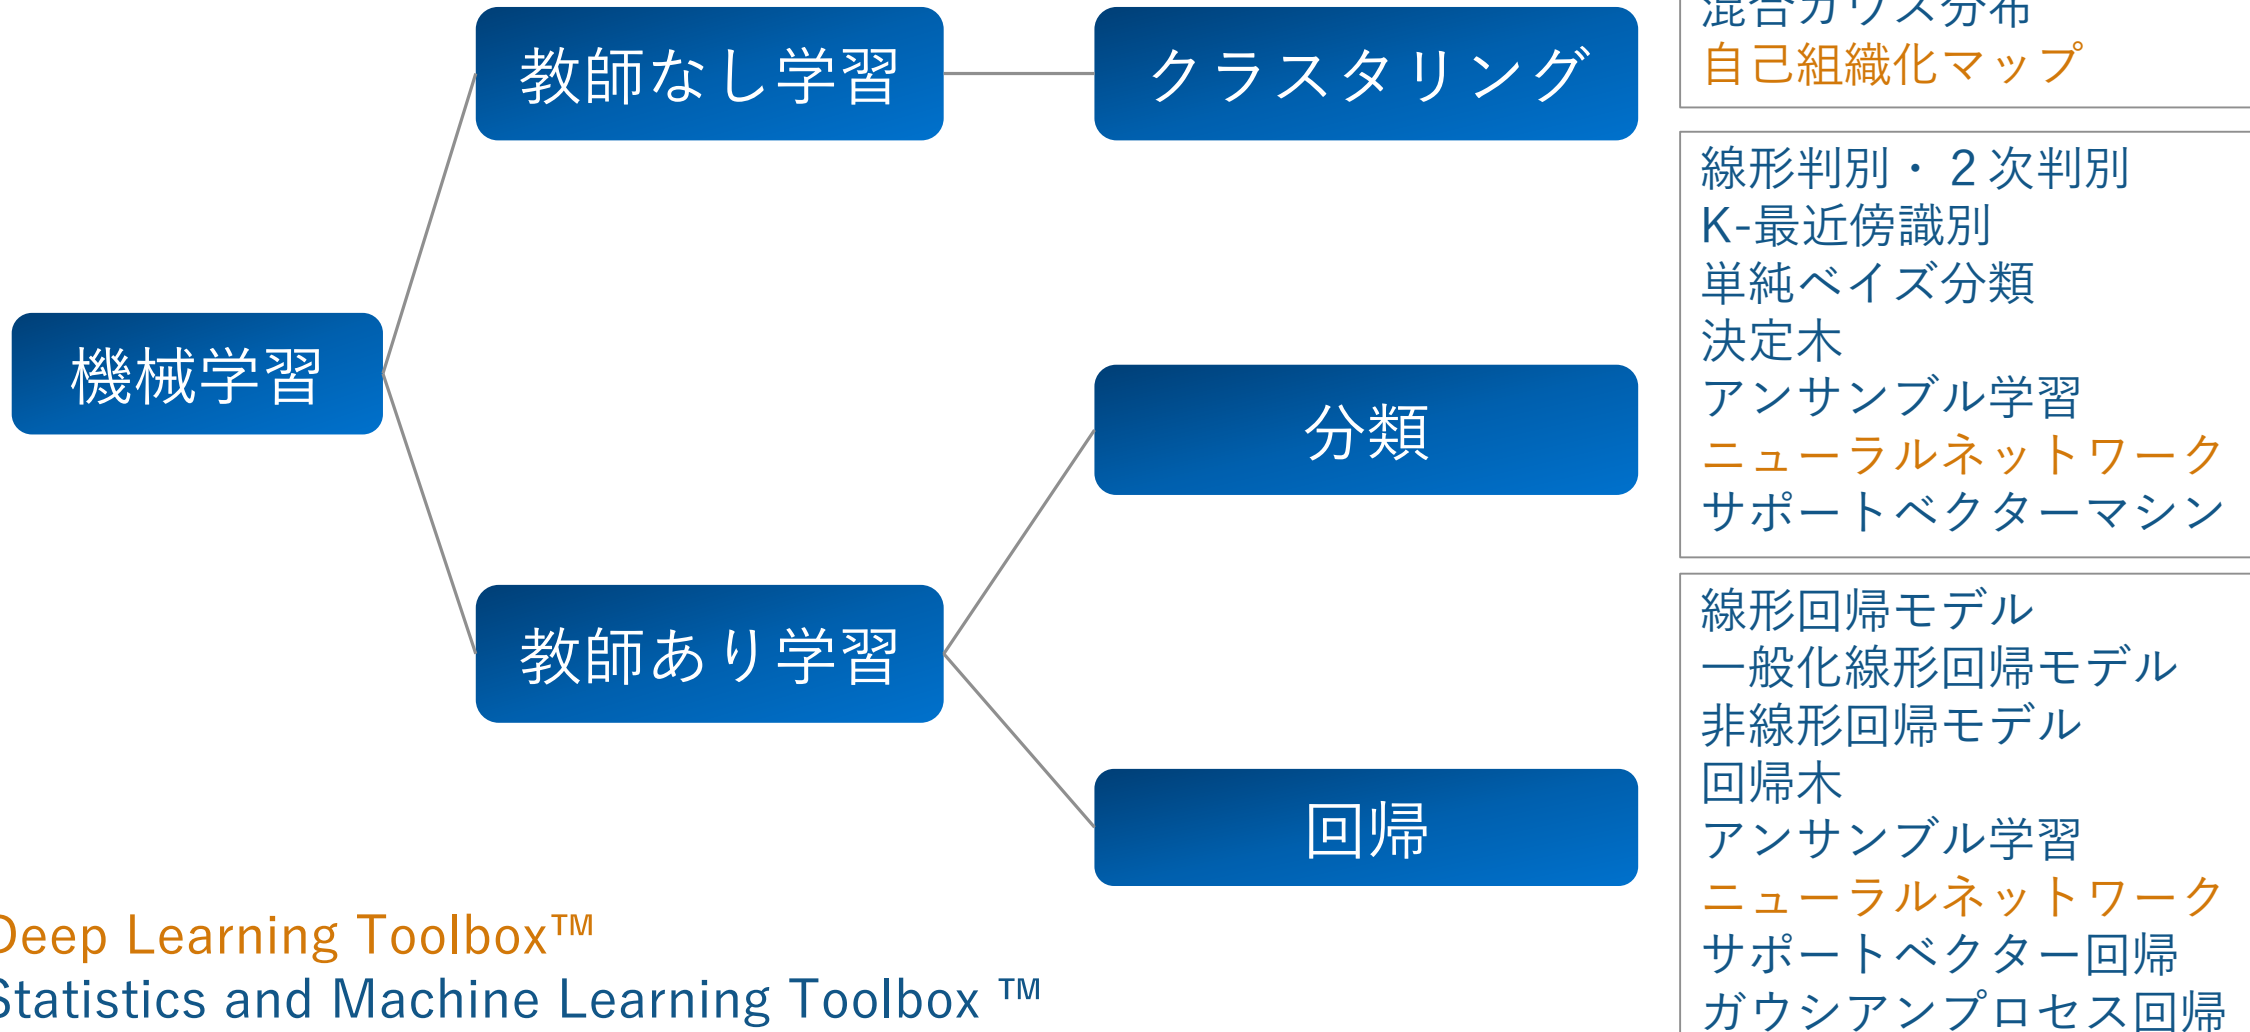 機械学習
教師なし学習
クラスタリング
混合ガウス分布
自己組織化マップ
教師あり学習
分類
線形判別・２次判別
K-最近傍識別
単純ベイズ分類
決定木
アンサンブル学習
ニューラルネットワーク
サポートベクターマシン
回帰
線形回帰モデル
一般化線形回帰モデル
非線形回帰モデル
回帰木
アンサンブル学習
ニューラルネットワーク
サポートベクター回帰
ガウシアンプロセス回帰
Deep Learning Toolbox™
Statistics and Machine Learning Toolbox ™